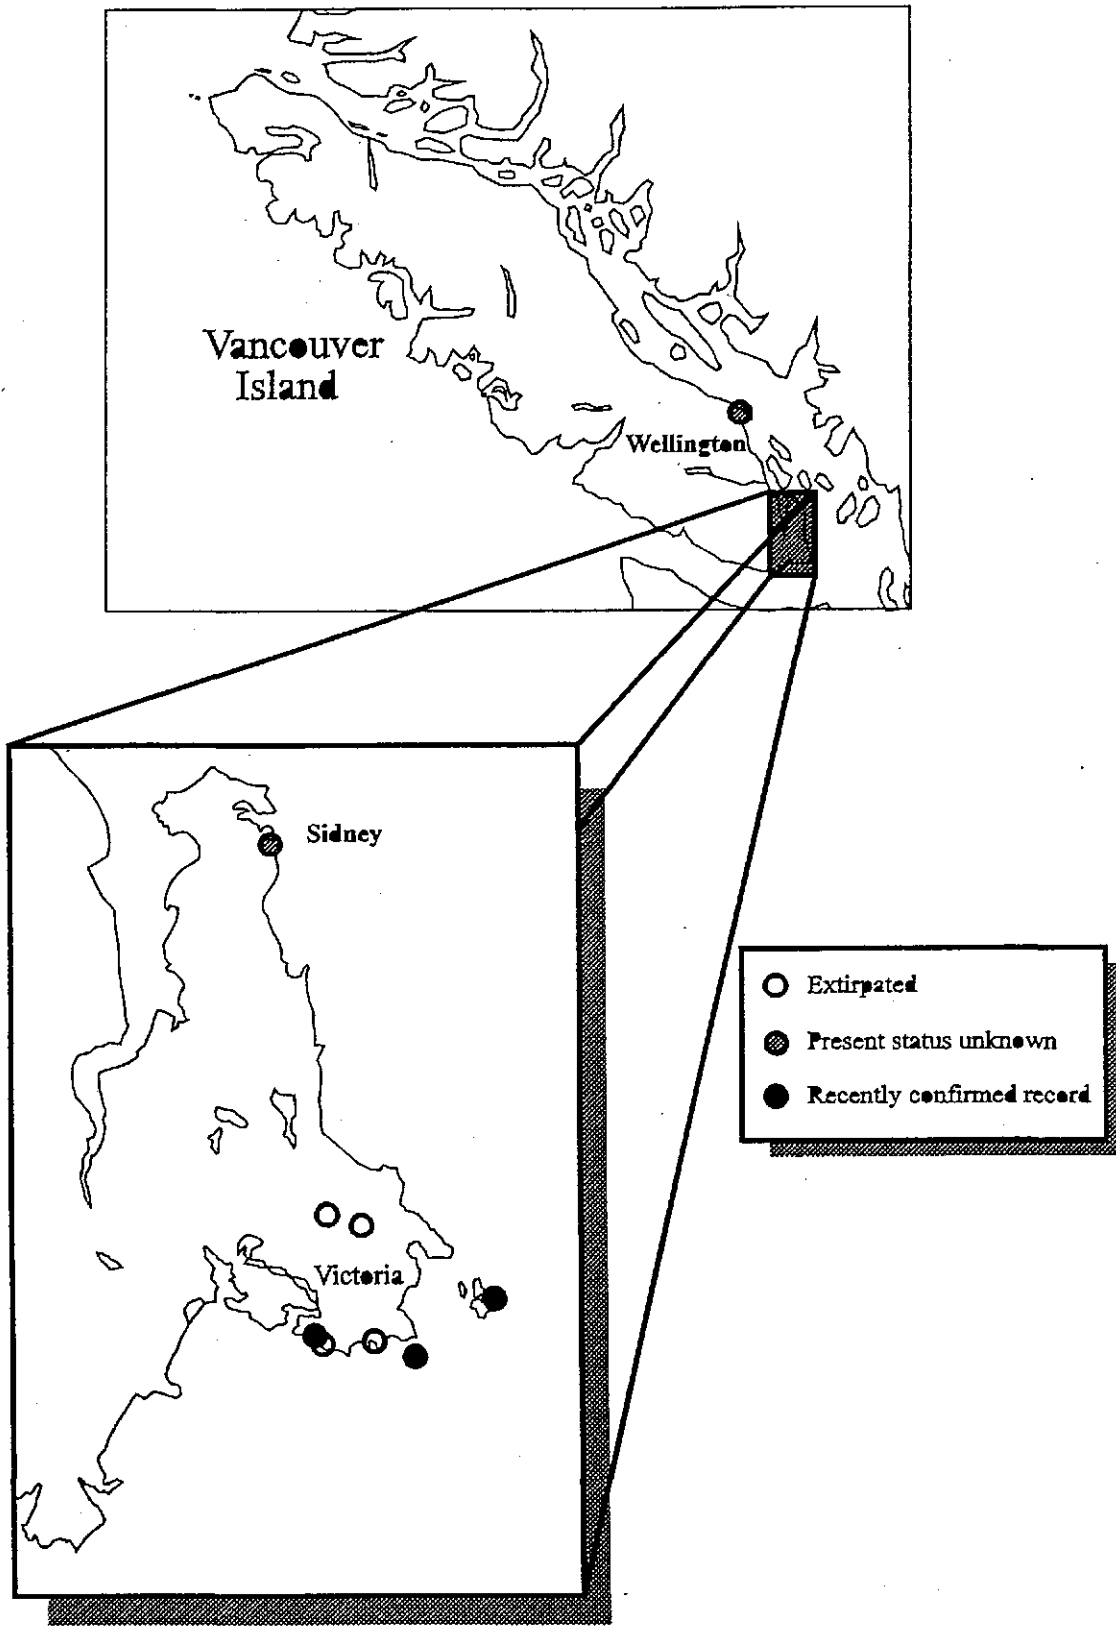 Vancouver
Island
Wellington
Sidney
Extirpated
Present status unknown
Recently confirmed record
Victoria